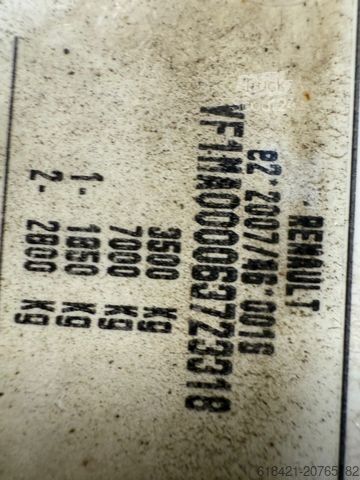 RENAULT
e2*2007/46*0016
VF1MA000063723318
3500 kg
7000 kg
1- 1850 kg
2- 2800 kg
618421-20765182